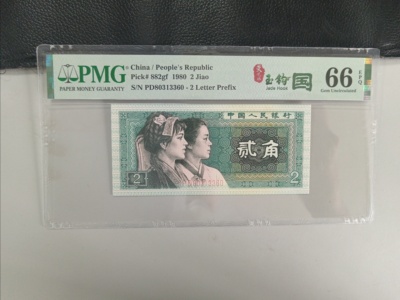 PMG
PAPER MONEY GUARANTY
China / People's Republic
Pick# 882gf 1980 2 Jiao
S/N PD80313360 - 2 Letter Prefix
玉钧国
Jade Hook
66 EPQ
Gem Uncirculated
中国人民银行
贰角
2
2